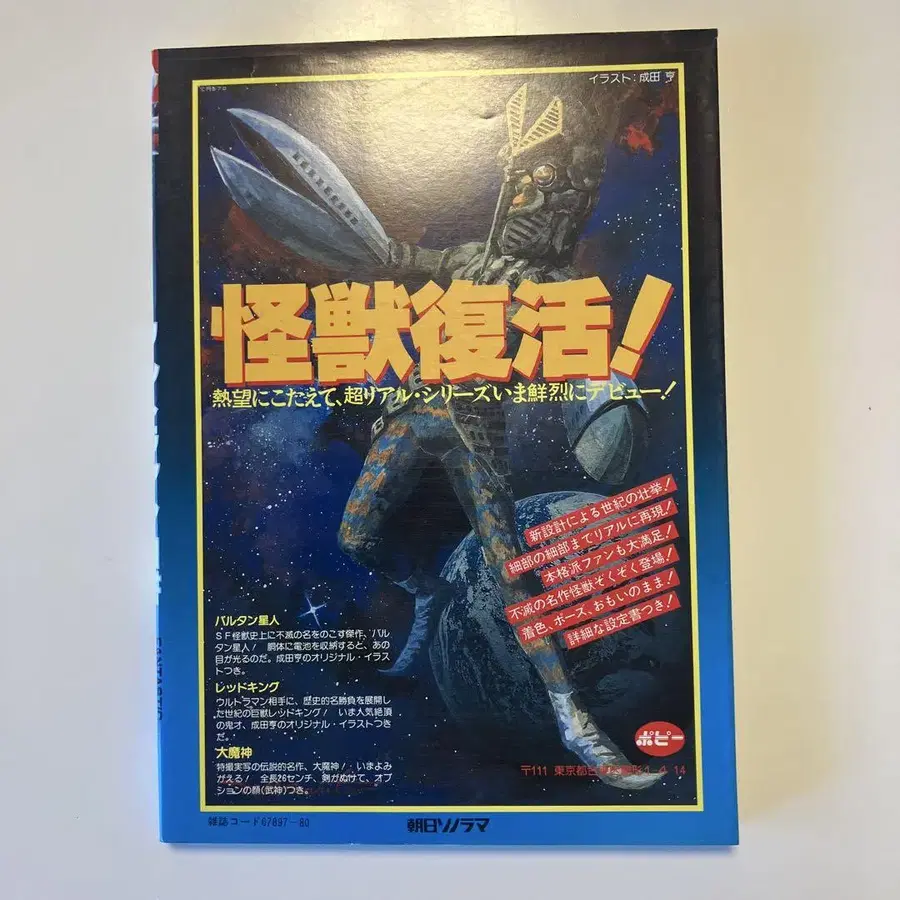 イラスト:成田 亨
怪獣復活!
熱望にこたえて、超リアル・シリーズいま鮮烈にデビュー!
新設計による世紀の壮挙!
細部の細部までリアルに再現!
本格派ファンも大満足!
不滅の名作怪獣ぞくぞく登場!
着色、ポーズ、おもいのまま!
詳細な設定書つき!
バルタン星人
SF怪獣史上に不滅の名をのこす傑作、バル
タン星人! 胴体に電池を収納すると、あの
目が光るのだ。成田亨のオリジナル・イラス
トつき。
レッドキング
ウルトラマン相手に、歴史的名勝負を展開し
た世紀の巨獣レッドキング! いま人気絶頂
の鬼才、成田亨のオリジナル・イラストつき
だ。
大魔神
特撮実写の伝説的名作、大魔神! いまよみ
がえる! 全長26センチ、剣がぬけて、オプ
ションの顔(武神)つき。
ポピー
〒111 東京都
雑誌コード67897-80
朝日ソノラマ
FANTASTIC